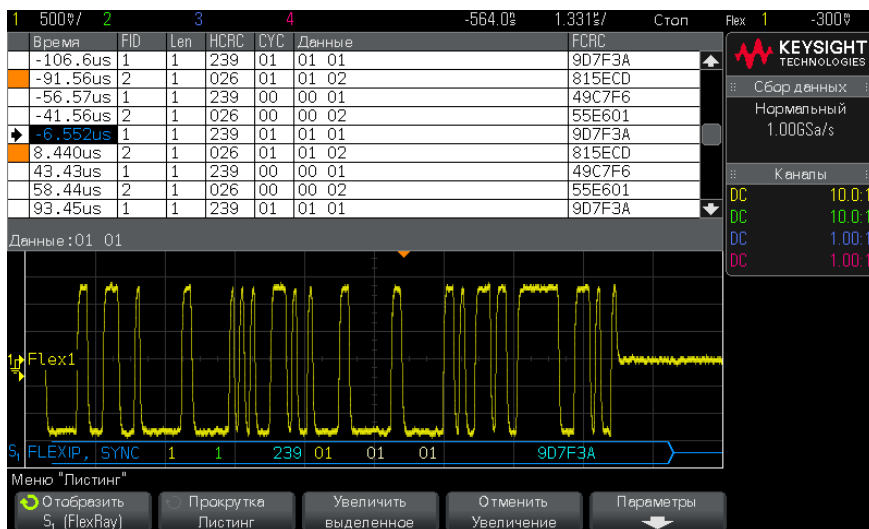 1 500♡/ 2 3 4 -564.0ns 1.331us/ Стоп Flex 1 -300♡
Время FID Len HCRC CYC Данные FCRC
-106.6us 1 1 239 01 01 01 9D7F3A
-91.56us 2 1 026 01 01 02 815ECD
-56.57us 1 1 239 00 00 01 49C7F6
-41.56us 2 1 026 00 00 02 55E601
-6.552us 1 1 239 01 01 01 9D7F3A
8.440us 2 1 026 01 01 02 815ECD
43.43us 1 1 239 00 00 01 49C7F6
58.44us 2 1 026 00 00 02 55E601
93.45us 1 1 239 01 01 01 9D7F3A
Данные:01 01
KEYSIGHT
TECHNOLOGIES
Сбор данных
Нормальный
1.00GSa/s
Каналы
DC 10.0:1
DC 10.0:1
DC 1.00:1
DC 1.00:1
Flex1
S1 FLEXIP, SYNC 1 1 239 01 01 01 9D7F3A
Меню "Листинг"
Отобразить
S1 (FlexRay)
Прокрутка
Листинг
Увеличить
выделенное
Отменить
Увеличение
Параметры